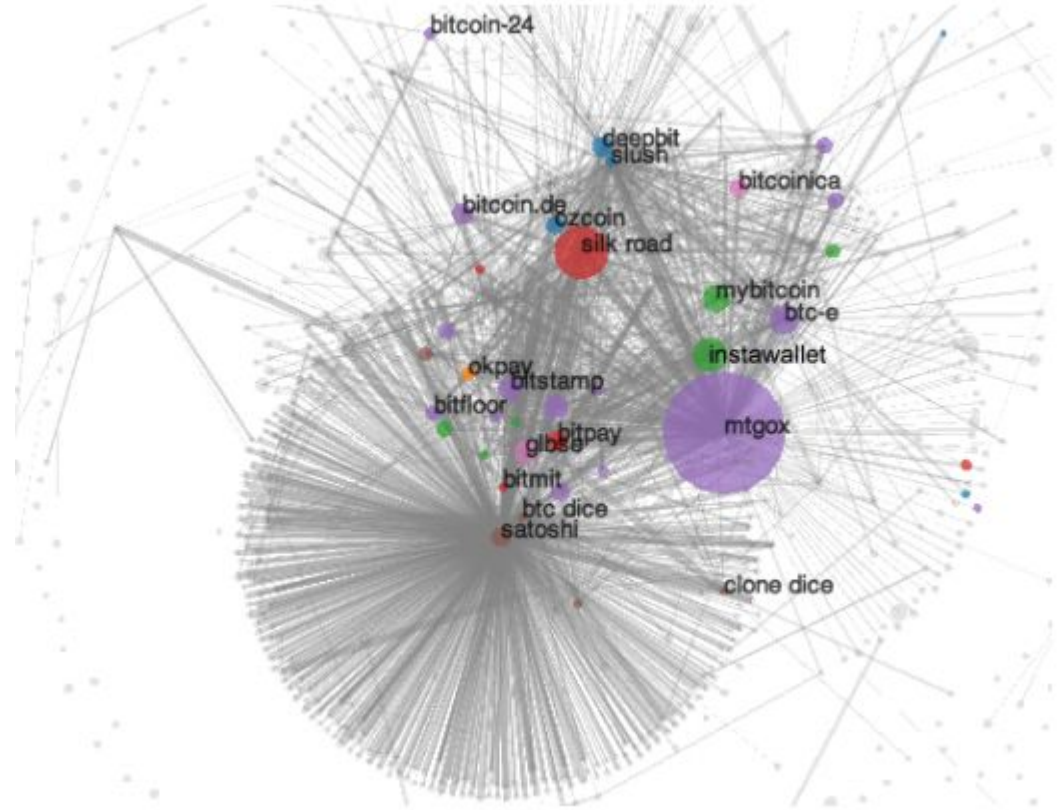 bitcoin-24
deepbit
slush
bitcoinica
bitcoin.de
ozcoin
silk road
mybitcoin
btc-e
instawallet
okpay
bitstamp
bitfloor
mtgox
bitpay
glbse
bitmit
btc dice
satoshi
clone dice